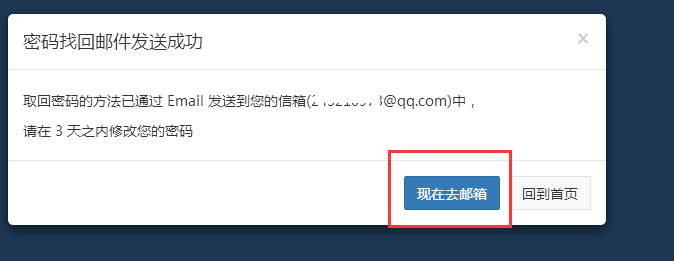 密码找回邮件发送成功
×
取回密码的方法已通过 Email 发送到您的信箱(@qq.com)中，
请在 3 天之内修改您的密码
现在去邮箱
回到首页